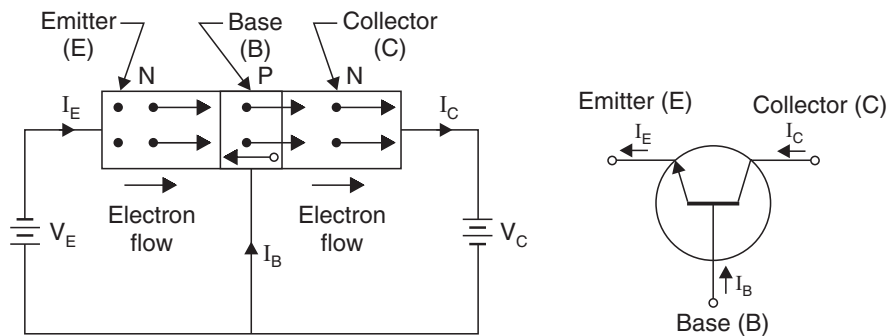 Emitter
(E)
Base
(B)
Collector
(C)
N
P
N
I_E
I_C
Electron
flow
Electron
flow
V_E
I_B
V_C
Emitter (E)
Collector (C)
I_E
I_C
I_B
Base (B)